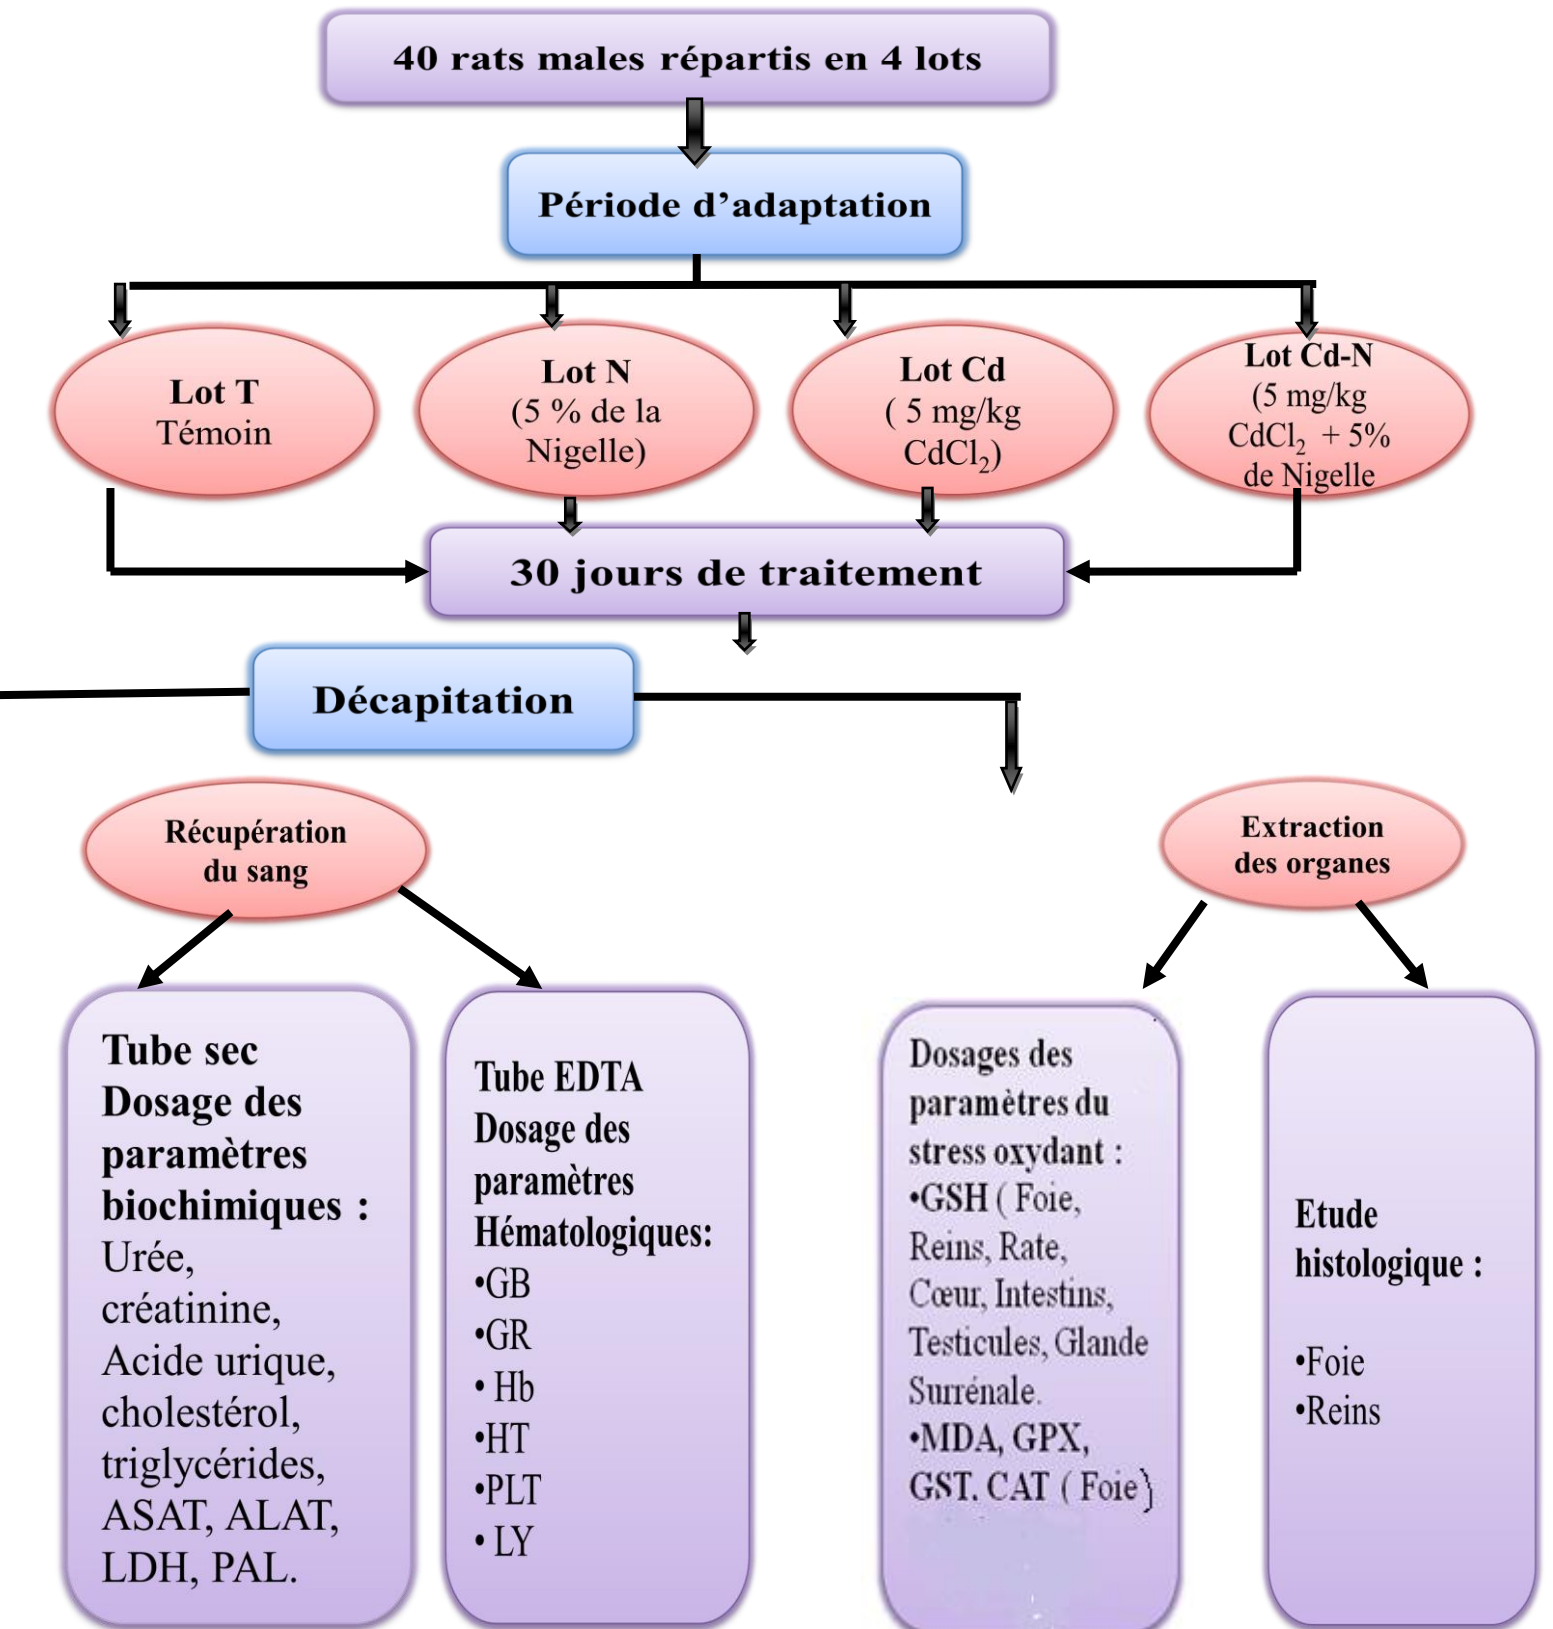 40 rats males répartis en 4 lots
Période d’adaptation
Lot T
Témoin
Lot N
(5 % de la
Nigelle)
Lot Cd
( 5 mg/kg
CdCl₂)
Lot Cd-N
(5 mg/kg
CdCl₂ + 5%
de Nigelle
30 jours de traitement
Décapitation
Récupération
du sang
Extraction
des organes
Tube sec
Dosage des
paramètres
biochimiques :
Urée,
créatinine,
Acide urique,
cholestérol,
triglycérides,
ASAT, ALAT,
LDH, PAL.
Tube EDTA
Dosage des
paramètres
Hématologiques:
•GB
•GR
• Hb
•HT
•PLT
• LY
Dosages des
paramètres du
stress oxydant :
•GSH ( Foie,
Reins, Rate,
Cœur, Intestins,
Testicules, Glande
Surrénale.
•MDA, GPX,
GST. CAT ( Foie)
Etude
histologique :
•Foie
•Reins